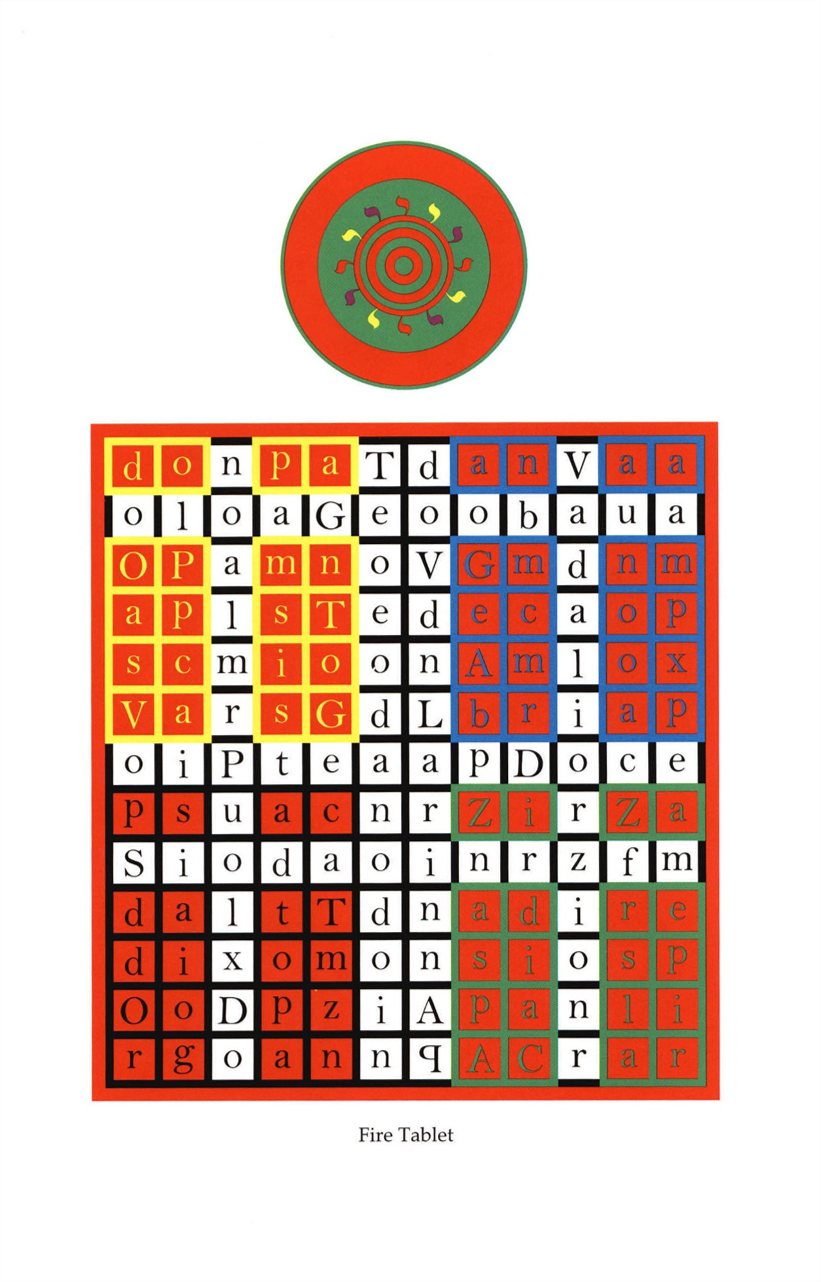 d o n p a T d a n V a a
o l o a G e o o b a u a
O P a m n o V G m d n m
a p l s T e d e c a o p
s c m i o o n A m l o x
V a r s G d L b r i a p
o i P t e a a p D o c e
p s u a c n r Z i r Z a
S i o d a o i n r z f m
d a l t T d n a d i r e
d i x o m o n s i o s p
O o D p z i A p a n l i
r g o a n n ꟼ A C r a r
Fire Tablet